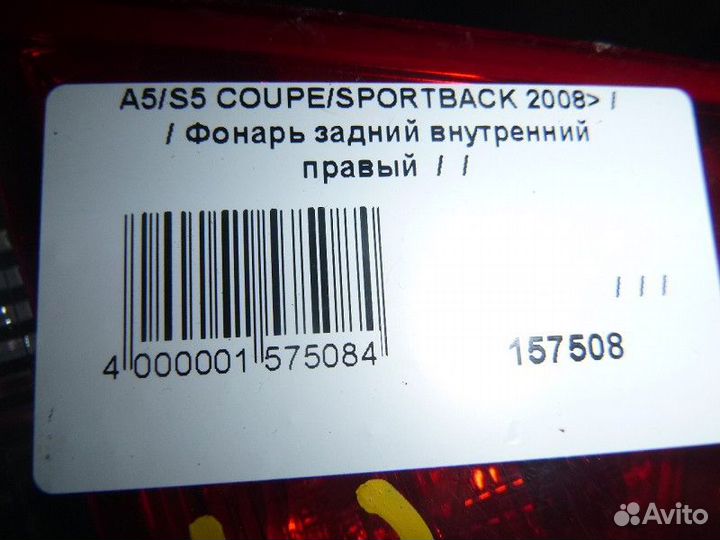 A5/S5 COUPE/SPORTBACK 2008> /
/ Фонарь задний внутренний
правый / /
/ / /
4 000001 575084
157508
Avito